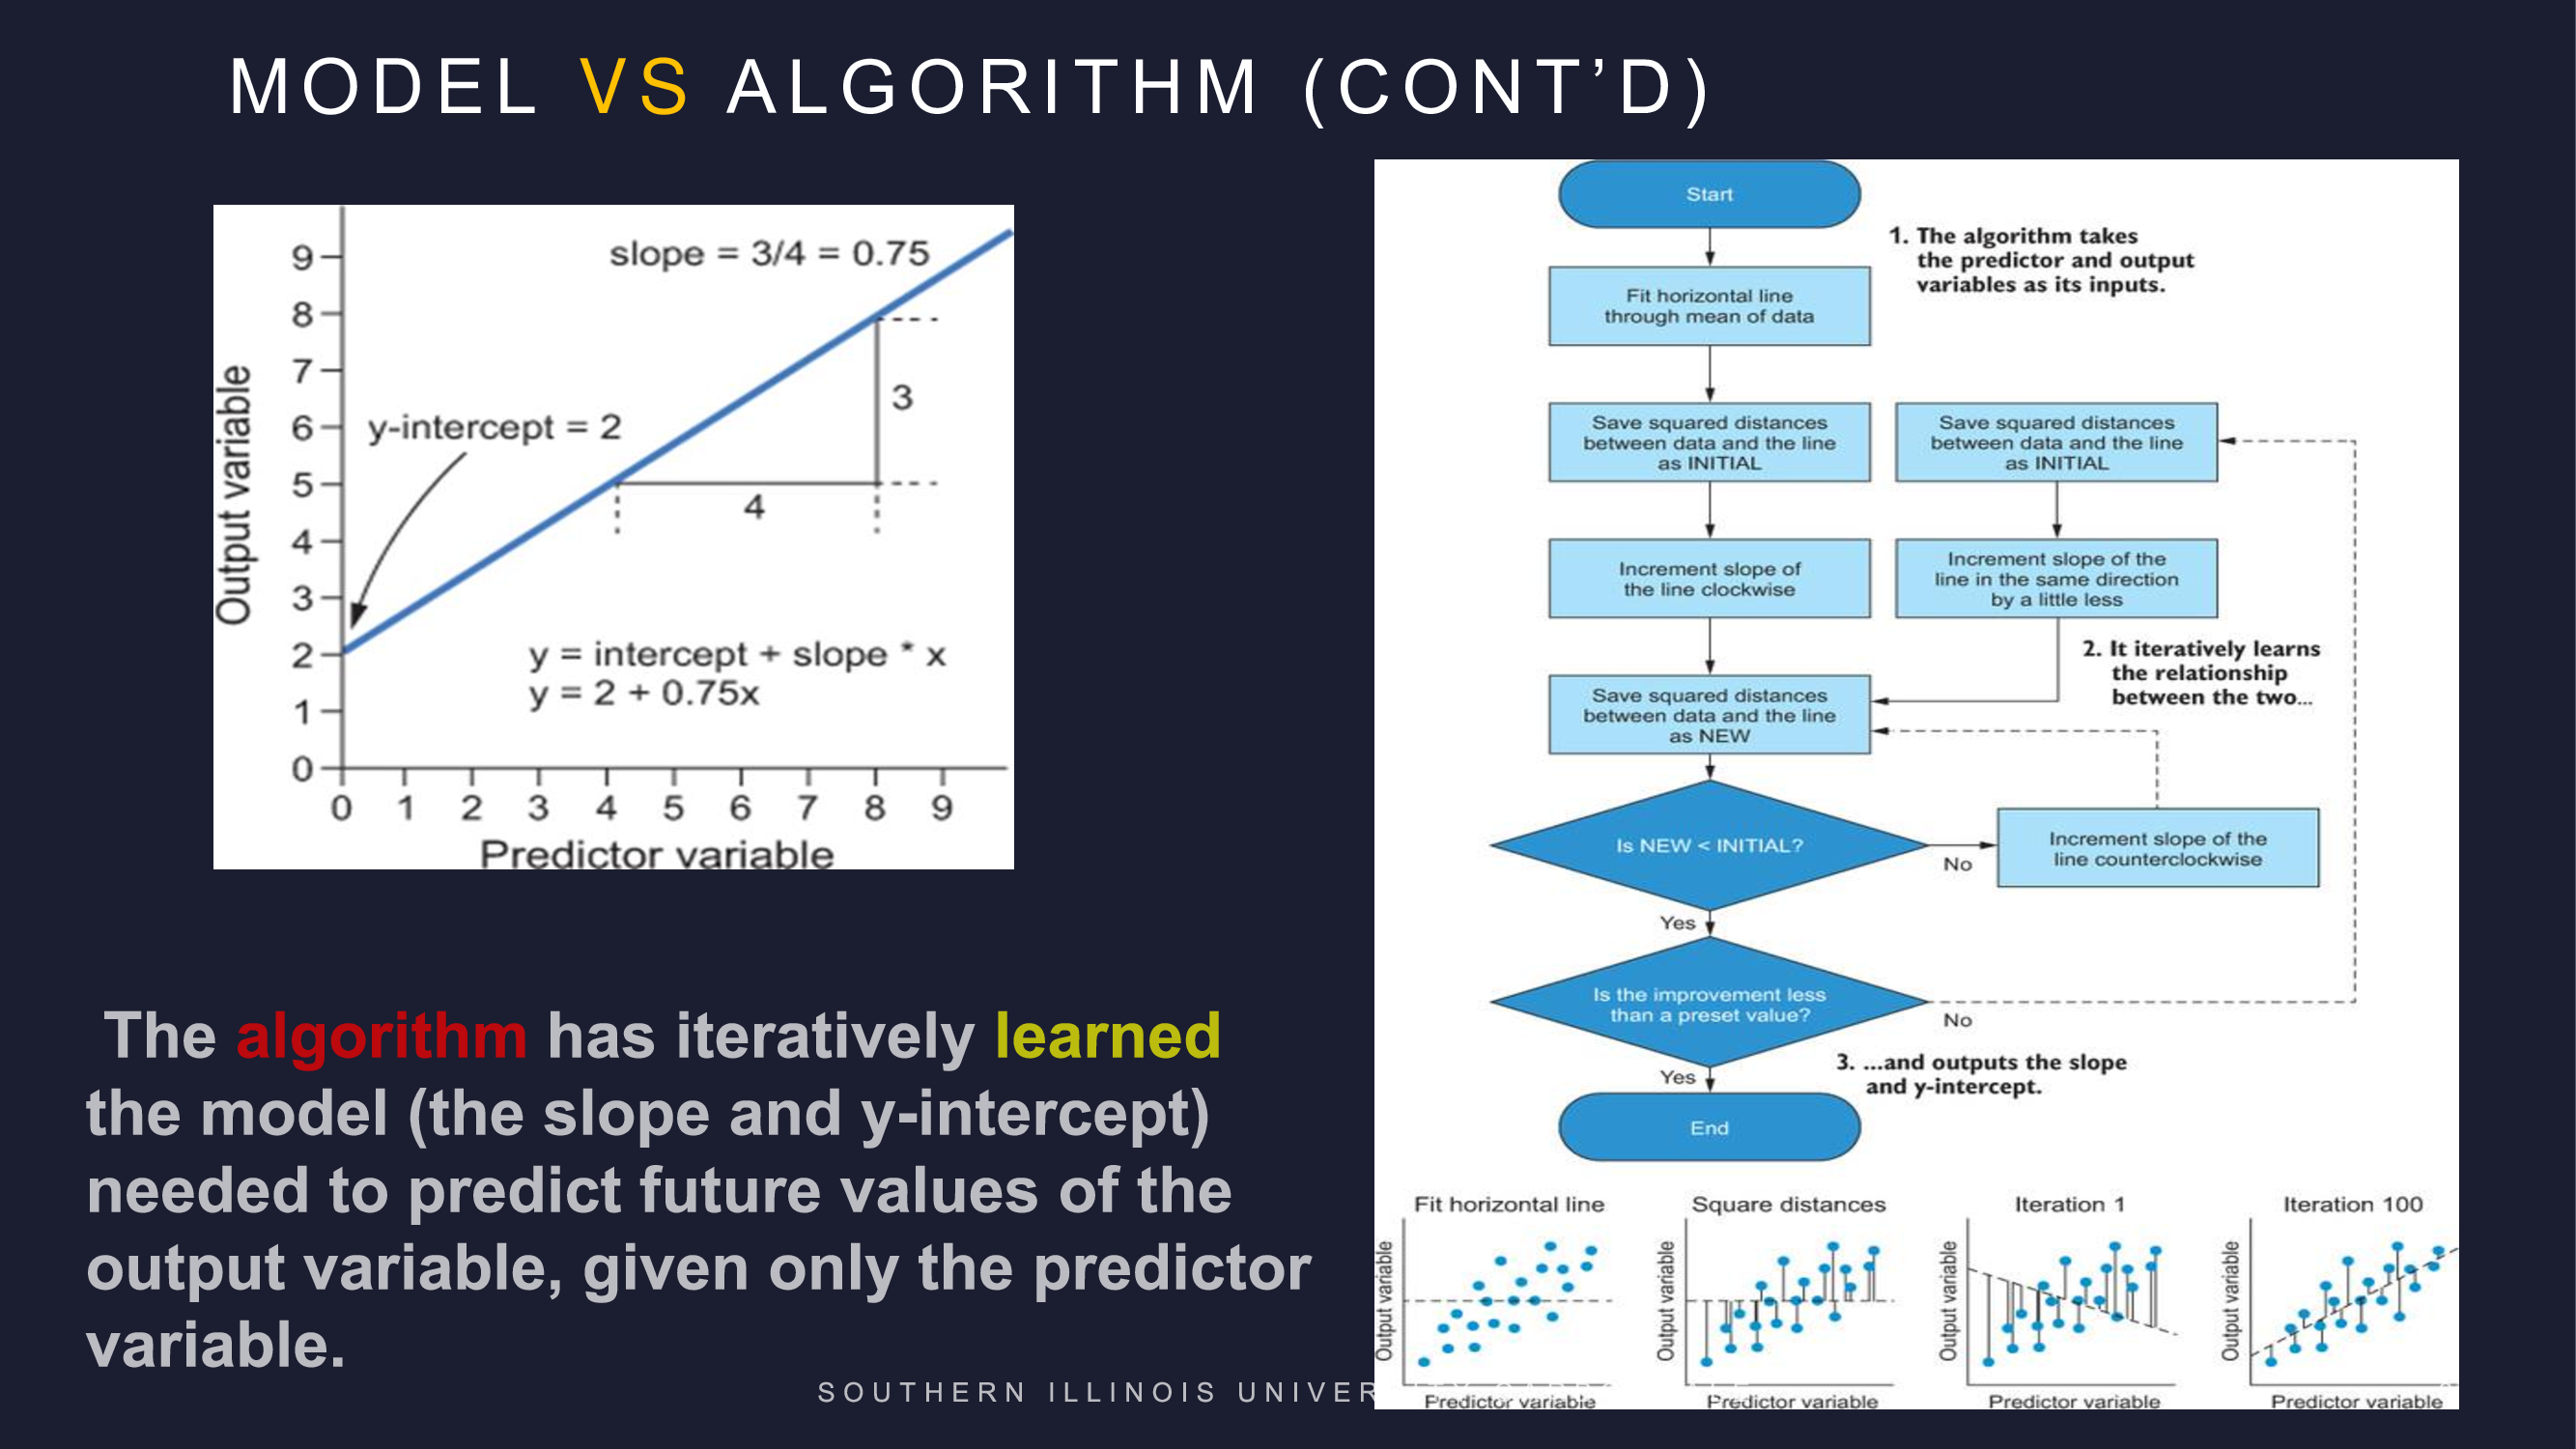 MODEL VS ALGORITHM (CONT’D)
slope = 3/4 = 0.75
y-intercept = 2
3
4
y = intercept + slope * x
y = 2 + 0.75x
Output variable
9
8
7
6
5
4
3
2
1
0
0 1 2 3 4 5 6 7 8 9
Predictor variable
The algorithm has iteratively learned
the model (the slope and y-intercept)
needed to predict future values of the
output variable, given only the predictor
variable.
Start
1. The algorithm takes
the predictor and output
variables as its inputs.
Fit horizontal line
through mean of data
Save squared distances
between data and the line
as INITIAL
Save squared distances
between data and the line
as INITIAL
Increment slope of
the line clockwise
Increment slope of the
line in the same direction
by a little less
2. It iteratively learns
the relationship
between the two...
Save squared distances
between data and the line
as NEW
Is NEW < INITIAL?
No
Increment slope of the
line counterclockwise
Yes
Is the improvement less
than a preset value?
No
3. ...and outputs the slope
and y-intercept.
Yes
End
Fit horizontal line
Output variable
Predictor variable
Square distances
Output variable
Predictor variable
Iteration 1
Output variable
Predictor variable
Iteration 100
Output variable
Predictor variable
SOUTHERN ILLINOIS